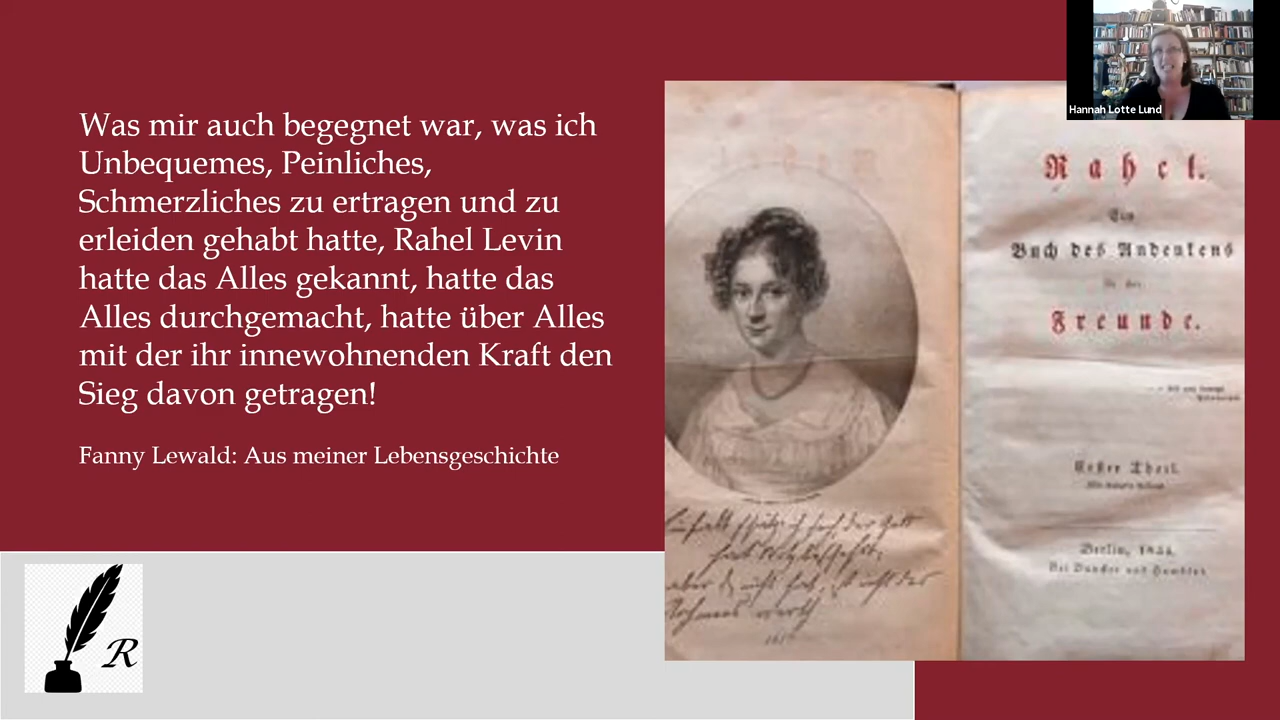 Was mir auch begegnet war, was ich
Unbequemes, Peinliches,
Schmerzliches zu ertragen und zu
erleiden gehabt hatte, Rahel Levin
hatte das Alles gekannt, hatte das
Alles durchgemacht, hatte über Alles
mit der ihr innewohnenden Kraft den
Sieg davon getragen!
Fanny Lewald: Aus meiner Lebensgeschichte
R
Hannah Lotte Lund
Rahel.
Ein
Buch des Andenkens
Freunde.
Erster Theil.
Berlin, 
Bei Duncker und Humblot.